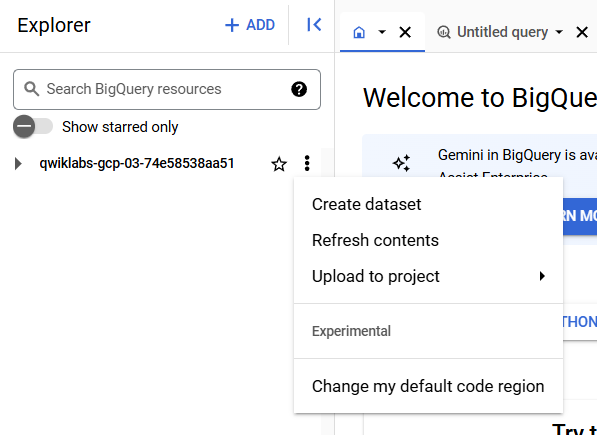 Explorer
+ ADD
Untitled query
Search BigQuery resources
?
Show starred only
Welcome to BigQue
qwiklabs-gcp-03-74e58538aa51
Gemini in BigQuery is ava
Assist Enterprise
RN MO
Create dataset
Refresh contents
Upload to project
THON
Experimental
Change my default code region
Try t